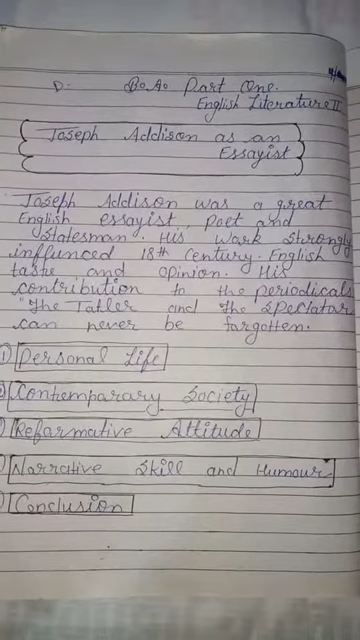 D.
B.A. Part One.
English Literature II
Joseph Addison as an
Essayist
Joseph Addison was a great
English essayist, Poet and
Statesman. His Work Strongly
inffunced 18th Century. English
taste and opinion. His
contribution to the periodicals
"The Tatler and The Spectator
can never be forgotten.
① Personal Life
Contemparary Society
Reformative Attitude
Narrative Skill and Humour
Conclusion